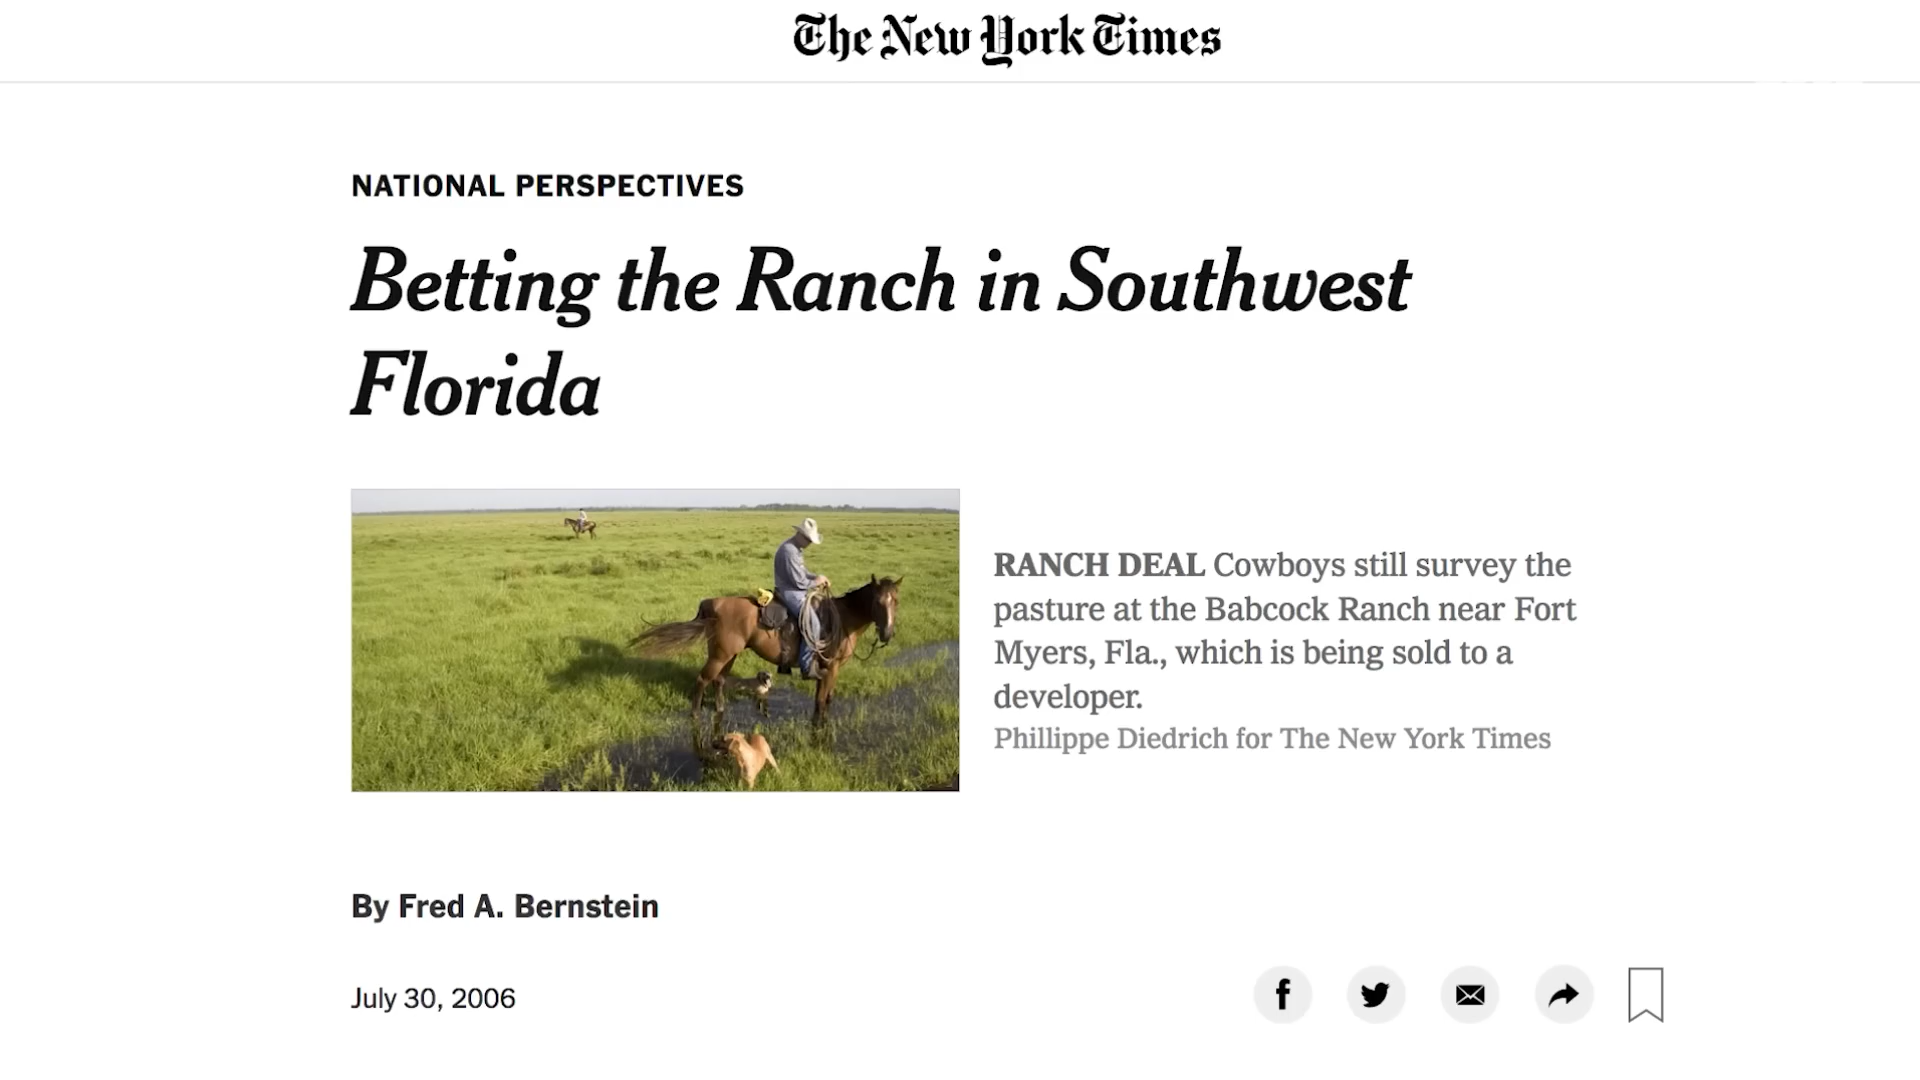 The New York Times
NATIONAL PERSPECTIVES
Betting the Ranch in Southwest
Florida
RANCH DEAL Cowboys still survey the
pasture at the Babcock Ranch near Fort
Myers, Fla., which is being sold to a
developer.
Phillippe Diedrich for The New York Times
By Fred A. Bernstein
July 30, 2006